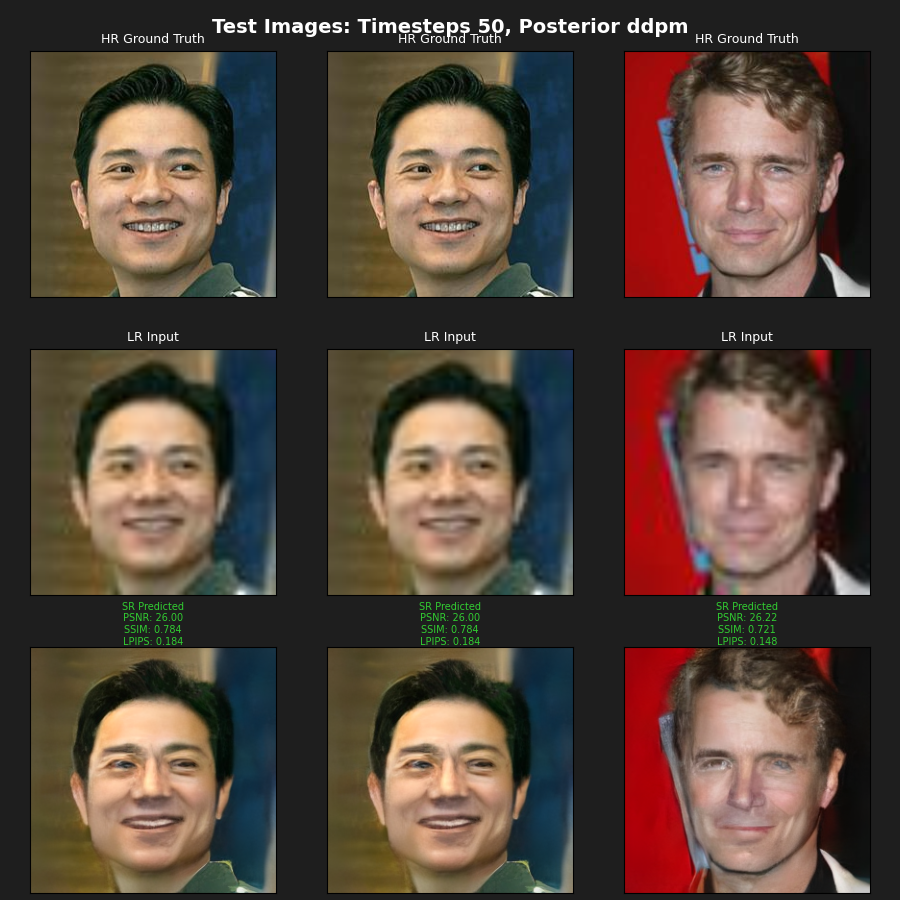 Test Images: Timesteps 50, Posterior ddpm
HR Ground Truth
HR Ground Truth
HR Ground Truth
LR Input
LR Input
LR Input
SR Predicted
PSNR: 26.00
SSIM: 0.784
LPIPS: 0.184
SR Predicted
PSNR: 26.00
SSIM: 0.784
LPIPS: 0.184
SR Predicted
PSNR: 26.22
SSIM: 0.721
LPIPS: 0.148